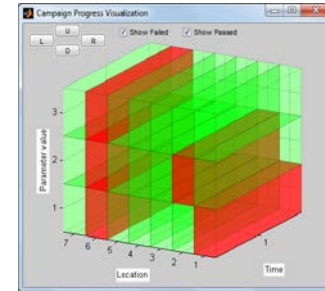 Campaign Progress Visualization
U
L R
D
Show Failed Show Passed
Parameter value
3
2
1
7 6 5 4 3 2 1
Location
1
Time